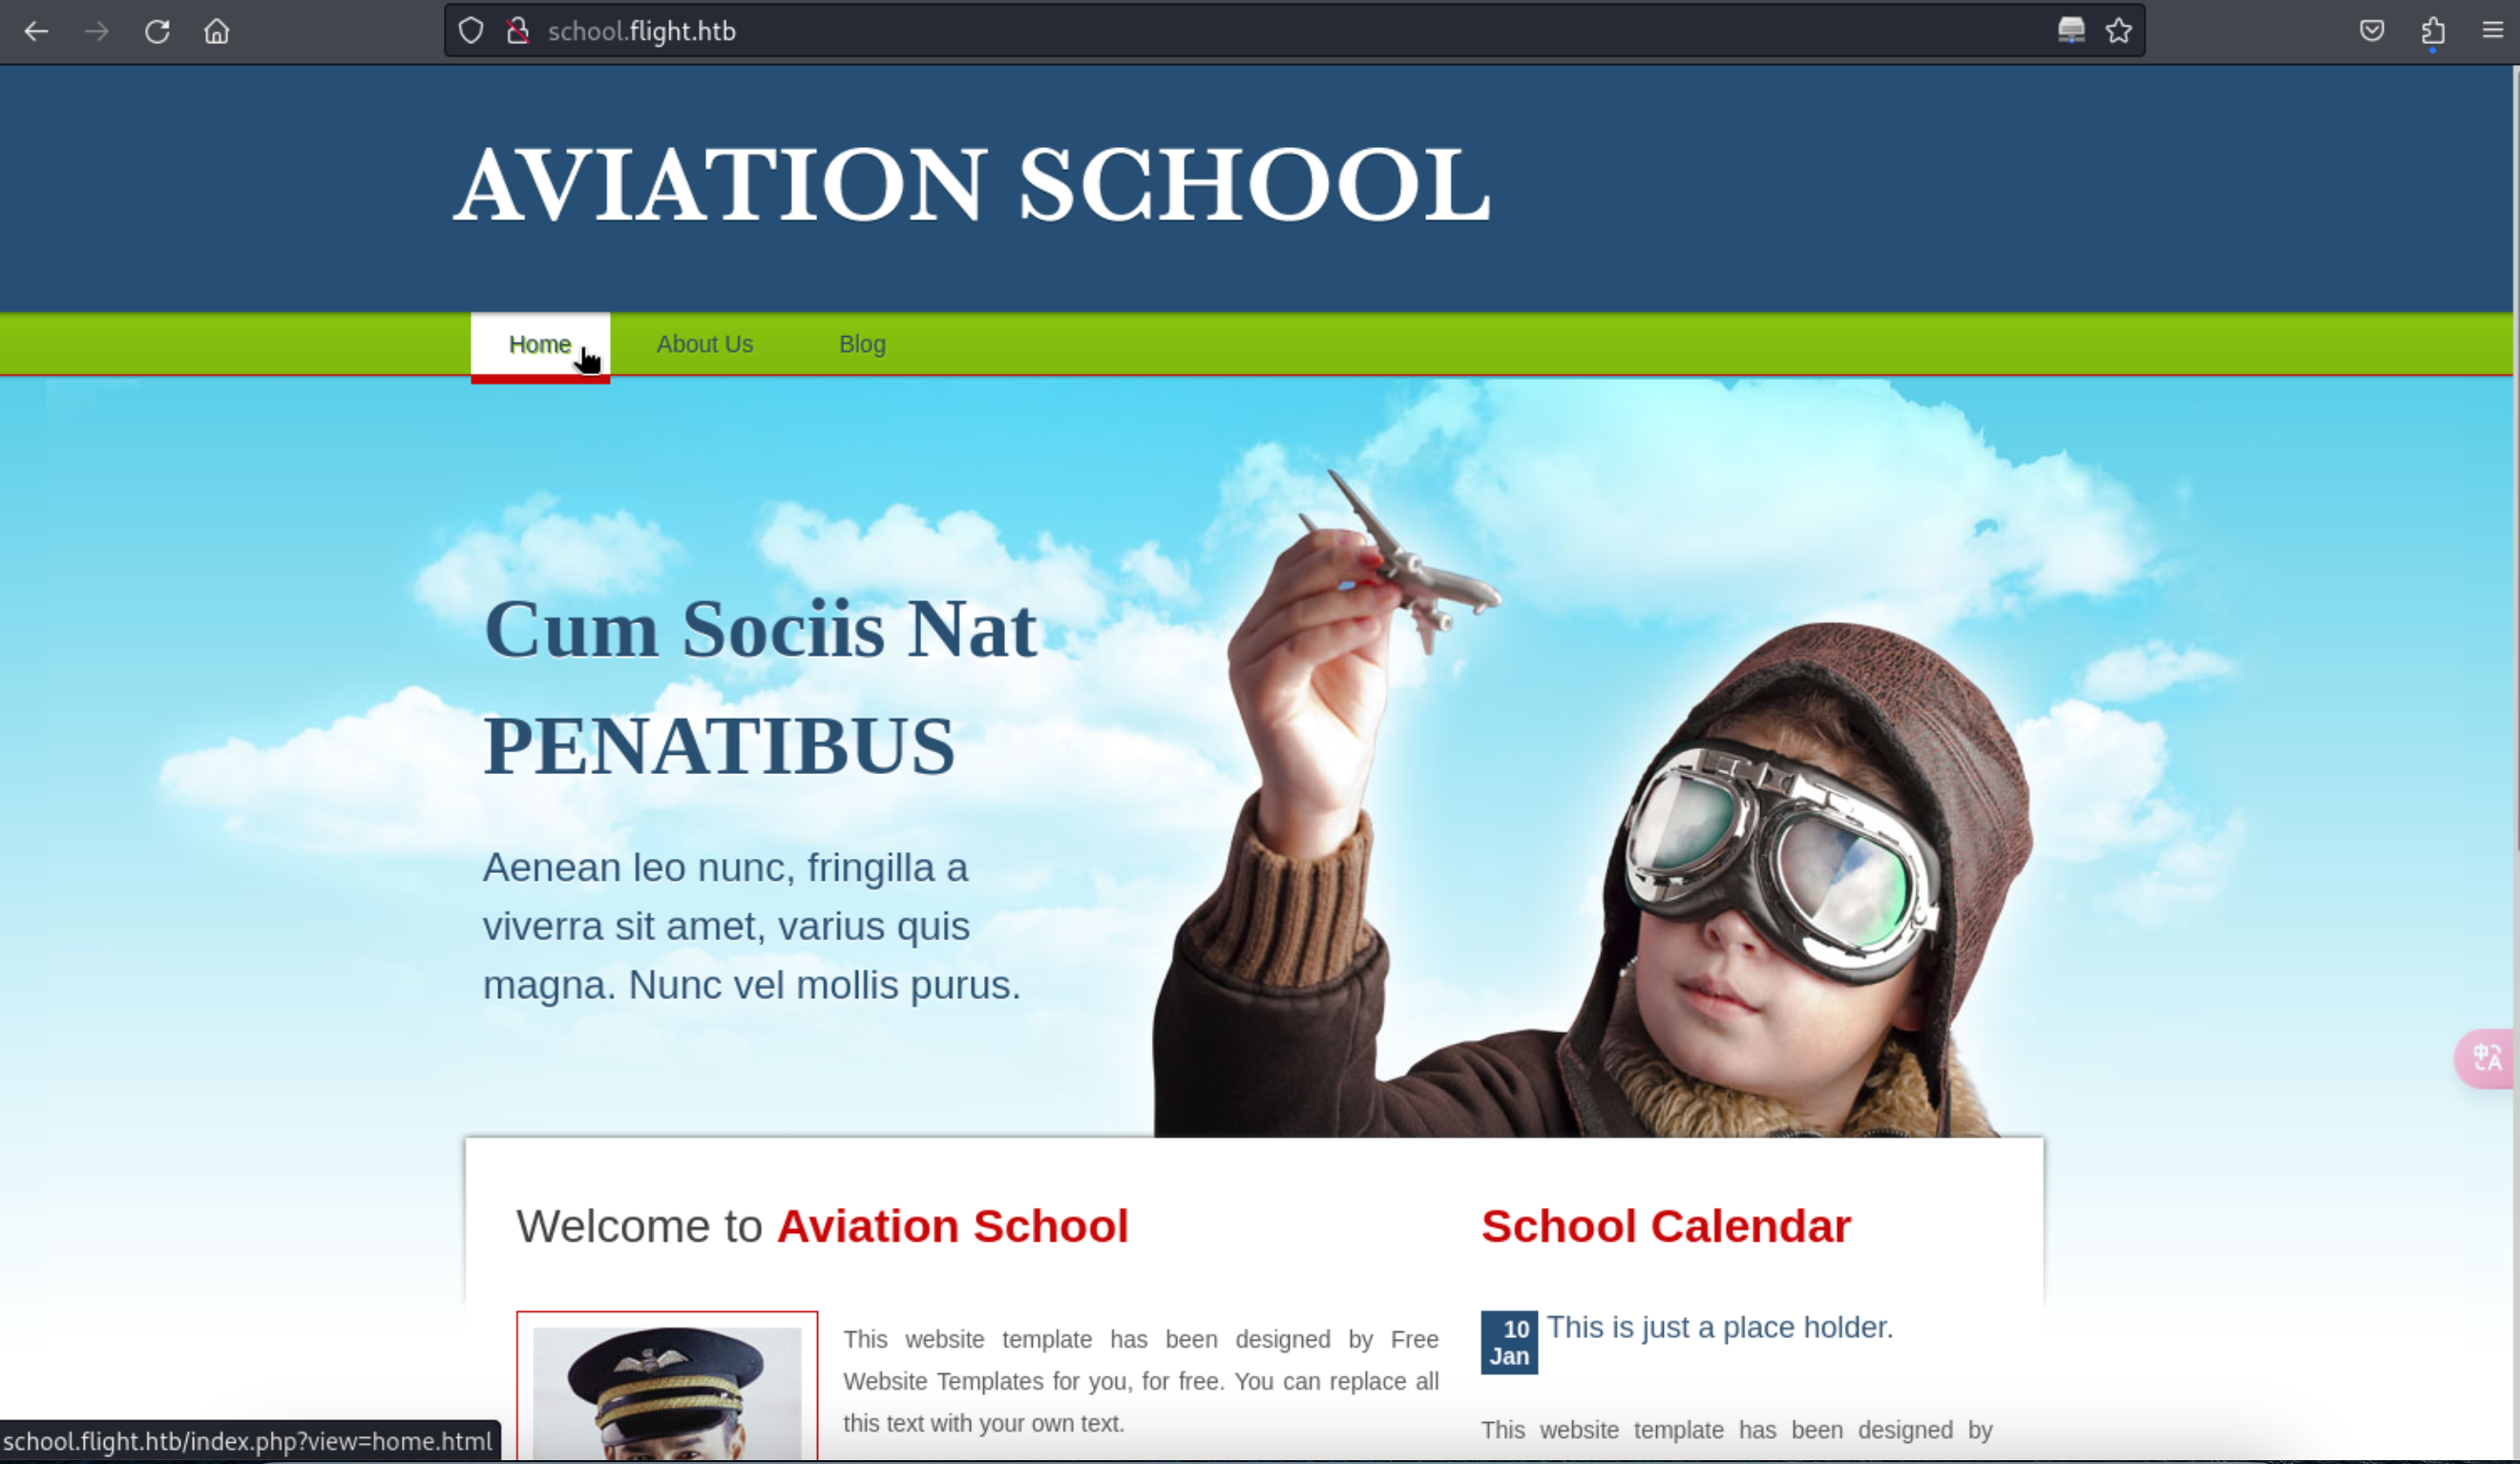 school.flight.htb
AVIATION SCHOOL
Home
About Us
Blog
Cum Sociis Nat
PENATIBUS
Aenean leo nunc, fringilla a
viverra sit amet, varius quis
magna. Nunc vel mollis purus.
Welcome to Aviation School
This website template has been designed by Free
Website Templates for you, for free. You can replace all
this text with your own text.
School Calendar
10
Jan
This is just a place holder.
This website template has been designed by
school.flight.htb/index.php?view=home.html
中A